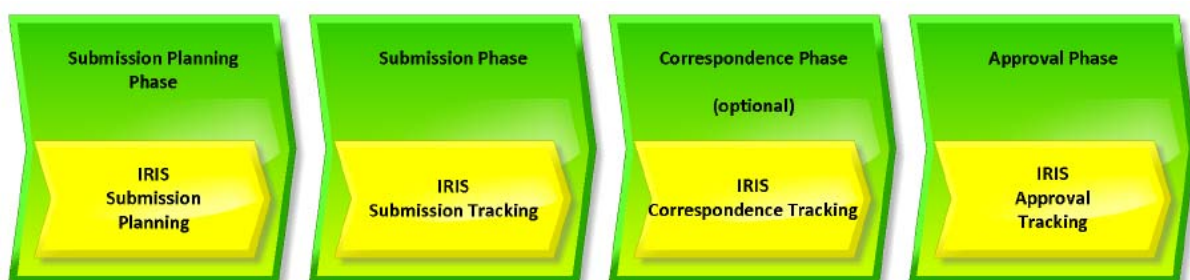 Submission Planning
Phase
IRIS
Submission
Planning
Submission Phase
IRIS
Submission Tracking
Correspondence Phase
(optional)
IRIS
Correspondence Tracking
Approval Phase
IRIS
Approval
Tracking